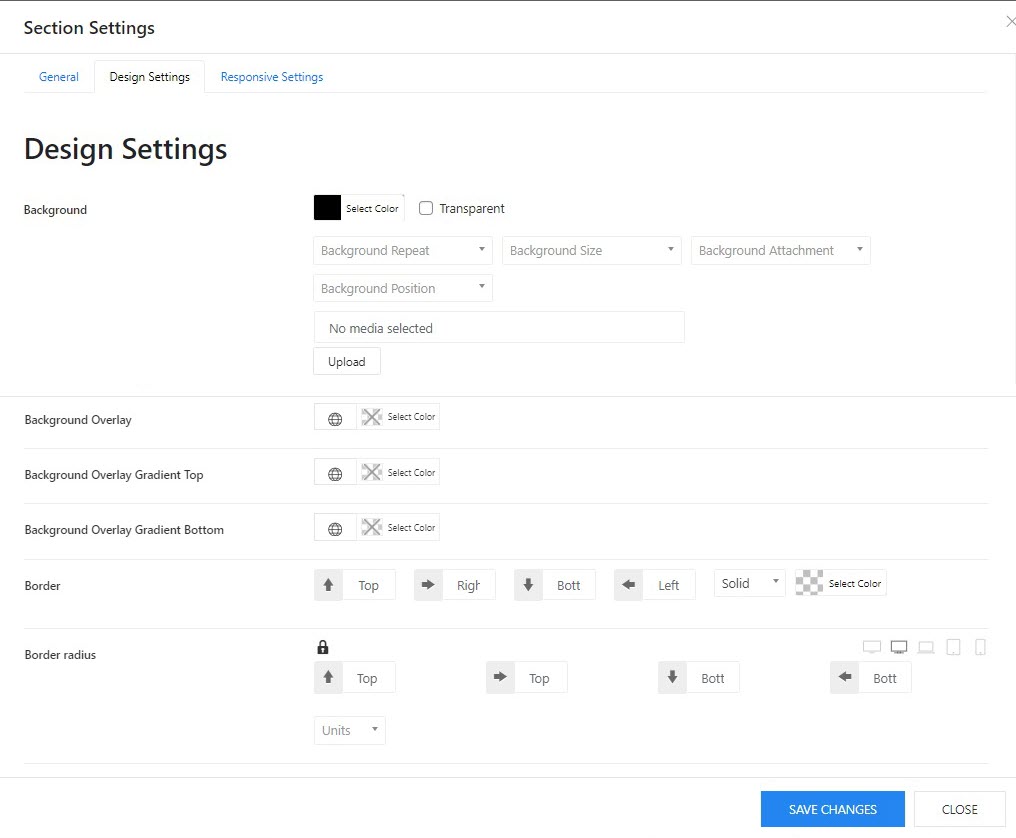 Section Settings
General Design Settings Responsive Settings
Design Settings
Background Select Color Transparent
Background Repeat Background Size Background Attachment
Background Position
No media selected
Upload
Background Overlay Select Color
Background Overlay Gradient Top Select Color
Background Overlay Gradient Bottom Select Color
Border Top Righ Bott Left Solid Select Color
Border radius
Top Top Bott Bott
Units
SAVE CHANGES CLOSE